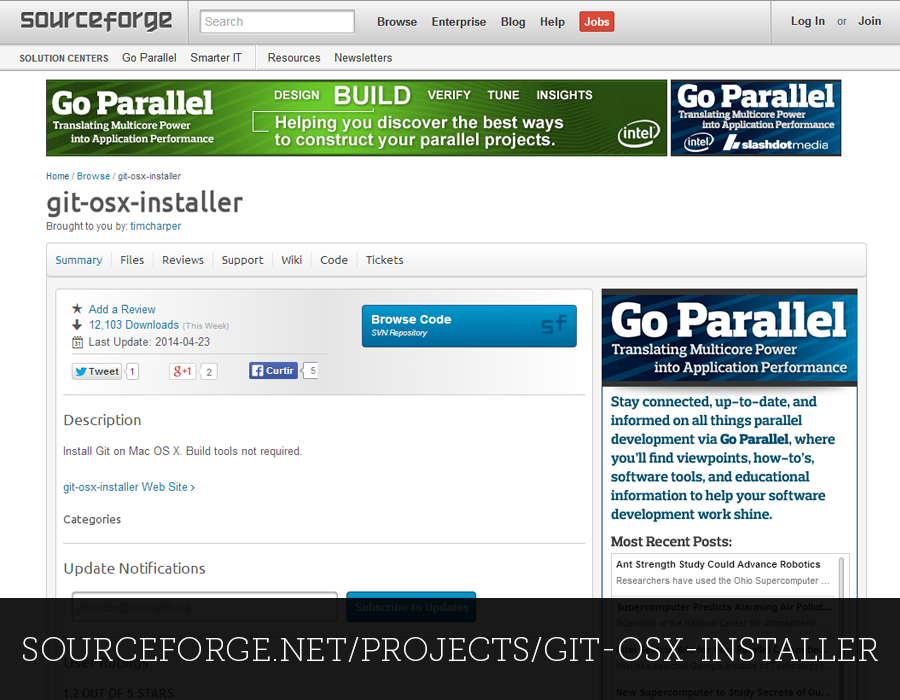 sourceforge
Search
Browse Enterprise Blog Help Jobs
Log In or Join
SOLUTION CENTERS Go Parallel Smarter IT Resources Newsletters
Go Parallel
Translating Multicore Power
into Application Performance
DESIGN BUILD VERIFY TUNE INSIGHTS
Helping you discover the best ways
to construct your parallel projects.
intel
Go Parallel
Translating Multicore Power
into Application Performance
intel slashdotmedia
Home / Browse / git-osx-installer
git-osx-installer
Brought to you by: timcharper
Summary Files Reviews Support Wiki Code Tickets
Add a Review
12,103 Downloads (This Week)
31 Last Update: 2014-04-23
Tweet 1
g+1 2
f Curtir 5
Browse Code
SVN Repository
sf
Description
Install Git on Mac OS X. Build tools not required.
git-osx-installer Web Site >
Categories
Update Notifications
Subscribe to Updates
User Ratings
1.2 OUT OF 5 STARS
Go Parallel
Translating Multicore Power
into Application Performance
Stay connected, up-to-date, and
informed on all things parallel
development via Go Parallel, where
you'll find viewpoints, how-to's,
software tools, and educational
information to help your software
development work shine.
Most Recent Posts:
Ant Strength Study Could Advance Robotics
Researchers have used the Ohio Supercomputer ...
Supercomputer Predicts Alarming Air Pollut...
Scientists at the National Center for Atmospheric
New Supercomputer to Study Secrets of Ou...
SOURCEFORGE.NET/PROJECTS/GIT-OSX-INSTALLER